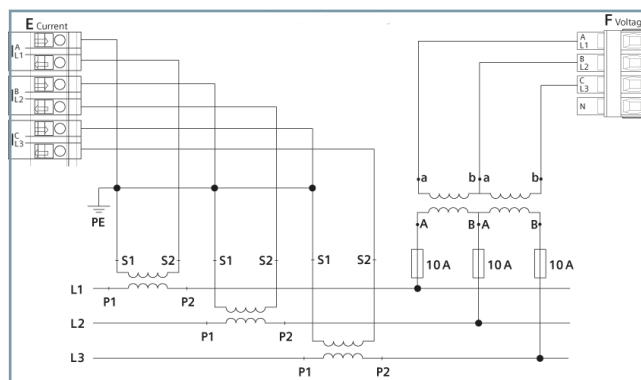 E Current
F Voltag
A
L1
B
L2
C
L3
A
L1
B
L2
C
L3
N
a b a b
A B A B
PE
S1 S2 S1 S2 S1 S2
10 A 10 A 10 A
L1
P1 P2
L2
P1 P2
L3
P1 P2